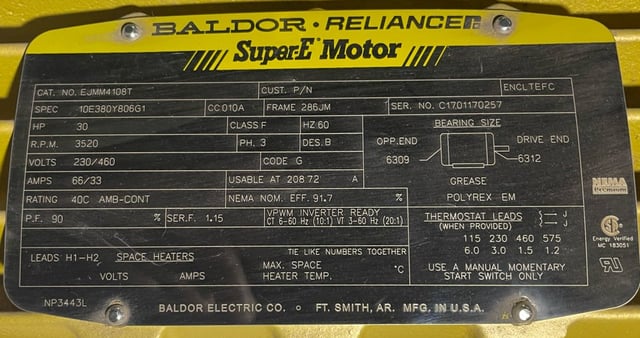 BALDOR · RELIANCE
Super-E Motor
CAT. NO. EJMM4108T CUST. P/N ENCL TEFC
SPEC 10E380Y806G1 CC 010A FRAME 286JM SER. NO. C1701170257
HP 30 CLASS F HZ 60
R.P.M. 3520 PH. 3 DES. B
VOLTS 230/460 CODE G
AMPS 66/33 USABLE AT 208 72 A
RATING 40C AMB-CONT NEMA NOM. EFF. 91.7 %
P.F. 90 % SER.F. 1.15 VPWM INVERTER READY
CT 6-60 Hz (10:1) VT 3-60 Hz (20:1)
TIE LIKE NUMBERS TOGETHER
LEADS H1-H2 SPACE HEATERS
MAX. SPACE
VOLTS AMPS HEATER TEMP. °C
BEARING SIZE
OPP.END DRIVE END
6309 6312
GREASE
POLYREX EM
THERMOSTAT LEADS J
(WHEN PROVIDED) J
115 230 460 575
6.0 3.0 1.5 1.2
USE A MANUAL MOMENTARY
START SWITCH ONLY
NEMA
Premium
Energy Verified
MC 183051
NP3443L
BALDOR ELECTRIC CO. ○ FT. SMITH, AR. MFG. IN U.S.A.